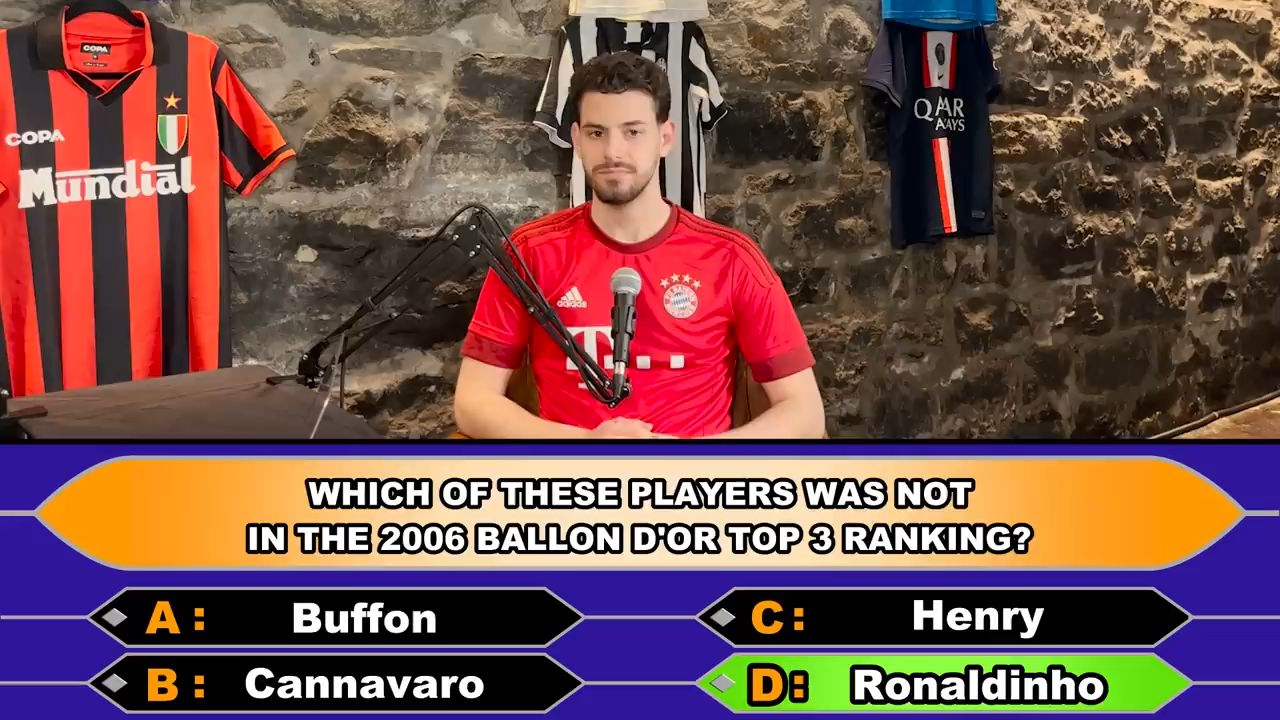 COPA
COPA
Mundial
QATAR
AIRWAYS
adidas
T
WHICH OF THESE PLAYERS WAS NOT
IN THE 2006 BALLON D'OR TOP 3 RANKING?
A : Buffon
C : Henry
B : Cannavaro
D : Ronaldinho